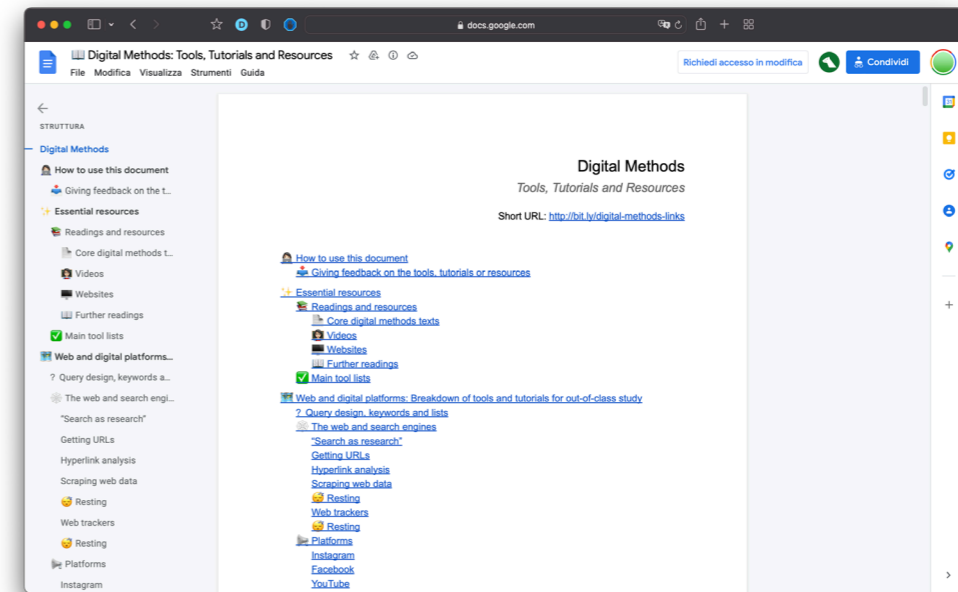 docs.google.com
Digital Methods: Tools, Tutorials and Resources
File Modifica Visualizza Strumenti Guida
Richiedi accesso in modifica
Condividi
STRUTTURA
Digital Methods
How to use this document
Giving feedback on the t...
Essential resources
Readings and resources
Core digital methods t...
Videos
Websites
Further readings
Main tool lists
Web and digital platforms...
? Query design, keywords a...
The web and search engi...
"Search as research"
Getting URLs
Hyperlink analysis
Scraping web data
Resting
Web trackers
Resting
Platforms
Instagram
Digital Methods
Tools, Tutorials and Resources
Short URL: http://bit.ly/digital-methods-links
How to use this document
Giving feedback on the tools, tutorials or resources
Essential resources
Readings and resources
Core digital methods texts
Videos
Websites
Further readings
Main tool lists
Web and digital platforms: Breakdown of tools and tutorials for out-of-class study
? Query design, keywords and lists
The web and search engines
"Search as research"
Getting URLs
Hyperlink analysis
Scraping web data
Resting
Web trackers
Resting
Platforms
Instagram
Facebook
YouTube